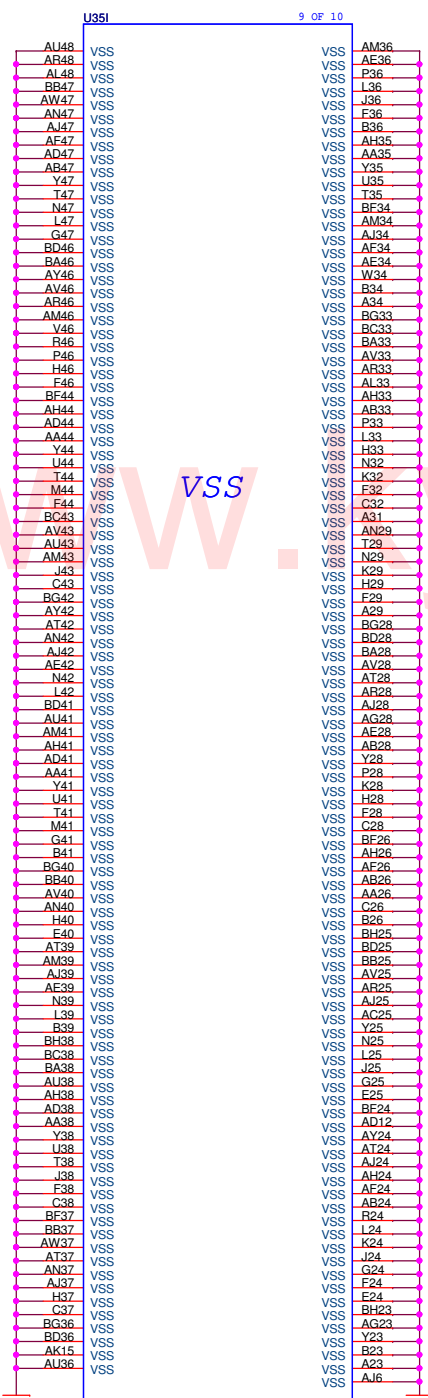 U35I 9 OF 10
AU48 VSS VSS AM36
AR48 VSS VSS AE36
AL48 VSS VSS P36
BB47 VSS VSS L36
AW47 VSS VSS J36
AN47 VSS VSS F36
AJ47 VSS VSS B36
AF47 VSS VSS AH35
AD47 VSS VSS AA35
AB47 VSS VSS Y35
Y47 VSS VSS U35
T47 VSS VSS T35
N47 VSS VSS BF34
L47 VSS VSS AM34
G47 VSS VSS AJ34
BD46 VSS VSS AF34
BA46 VSS VSS AE34
AY46 VSS VSS W34
AV46 VSS VSS B34
AR46 VSS VSS A34
AM46 VSS VSS BG33
V46 VSS VSS BC33
R46 VSS VSS BA33
P46 VSS VSS AV33
H46 VSS VSS AR33
F46 VSS VSS AL33
BF44 VSS VSS AH33
AH44 VSS VSS AB33
AD44 VSS VSS P33
AA44 VSS VSS L33
Y44 VSS VSS H33
U44 VSS VSS N32
T44 VSS VSS K32
VSS
M44 VSS VSS F32
F44 VSS VSS C32
BC43 VSS VSS A31
AV43 VSS VSS AN29
AU43 VSS VSS T29
AM43 VSS VSS N29
J43 VSS VSS K29
C43 VSS VSS H29
BG42 VSS VSS F29
AY42 VSS VSS A29
AT42 VSS VSS BG28
AN42 VSS VSS BD28
AJ42 VSS VSS BA28
AE42 VSS VSS AV28
N42 VSS VSS AT28
L42 VSS VSS AR28
BD41 VSS VSS AJ28
AU41 VSS VSS AG28
AM41 VSS VSS AE28
AH41 VSS VSS AB28
AD41 VSS VSS Y28
AA41 VSS VSS P28
Y41 VSS VSS K28
U41 VSS VSS H28
T41 VSS VSS F28
M41 VSS VSS C28
G41 VSS VSS BF26
B41 VSS VSS AH26
BG40 VSS VSS AF26
BB40 VSS VSS AB26
AV40 VSS VSS AA26
AN40 VSS VSS C26
H40 VSS VSS B26
E40 VSS VSS BH25
AT39 VSS VSS BD25
AM39 VSS VSS BB25
AJ39 VSS VSS AV25
AE39 VSS VSS AR25
N39 VSS VSS AJ25
L39 VSS VSS AC25
B39 VSS VSS Y25
BH38 VSS VSS N25
BC38 VSS VSS L25
BA38 VSS VSS J25
AU38 VSS VSS G25
AH38 VSS VSS E25
AD38 VSS VSS BF24
AA38 VSS VSS AD12
Y38 VSS VSS AY24
U38 VSS VSS AT24
T38 VSS VSS AJ24
J38 VSS VSS AH24
F38 VSS VSS AF24
C38 VSS VSS AB24
BF37 VSS VSS R24
BB37 VSS VSS L24
AW37 VSS VSS K24
AT37 VSS VSS J24
AN37 VSS VSS G24
AJ37 VSS VSS F24
H37 VSS VSS E24
C37 VSS VSS BH23
BG36 VSS VSS AG23
BD36 VSS VSS Y23
AK15 VSS VSS B23
AU36 VSS VSS A23
VSS AJ6